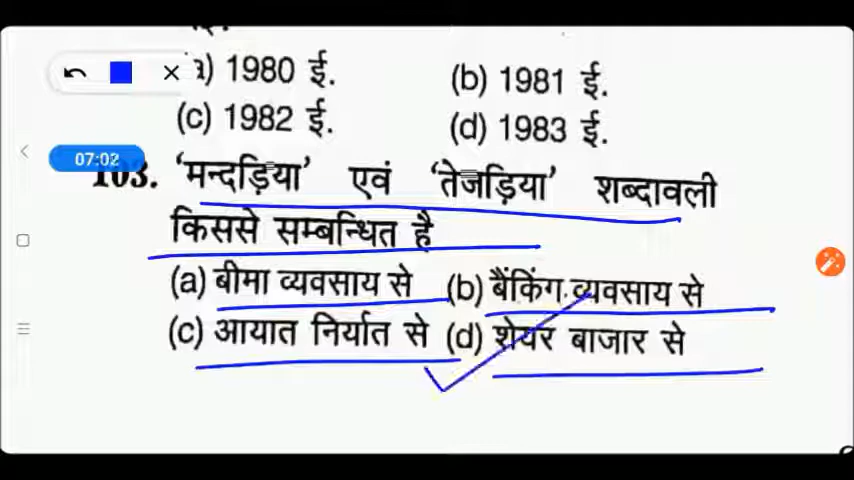 a) 1980 ई. (b) 1981 ई.
(c) 1982 ई. (d) 1983 ई.
07:02
103. 'मन्दड़िया' एवं 'तेजड़िया' शब्दावली
किससे सम्बन्धित है
(a) बीमा व्यवसाय से (b) बैंकिंग व्यवसाय से
(c) आयात निर्यात से (d) शेयर बाजार से